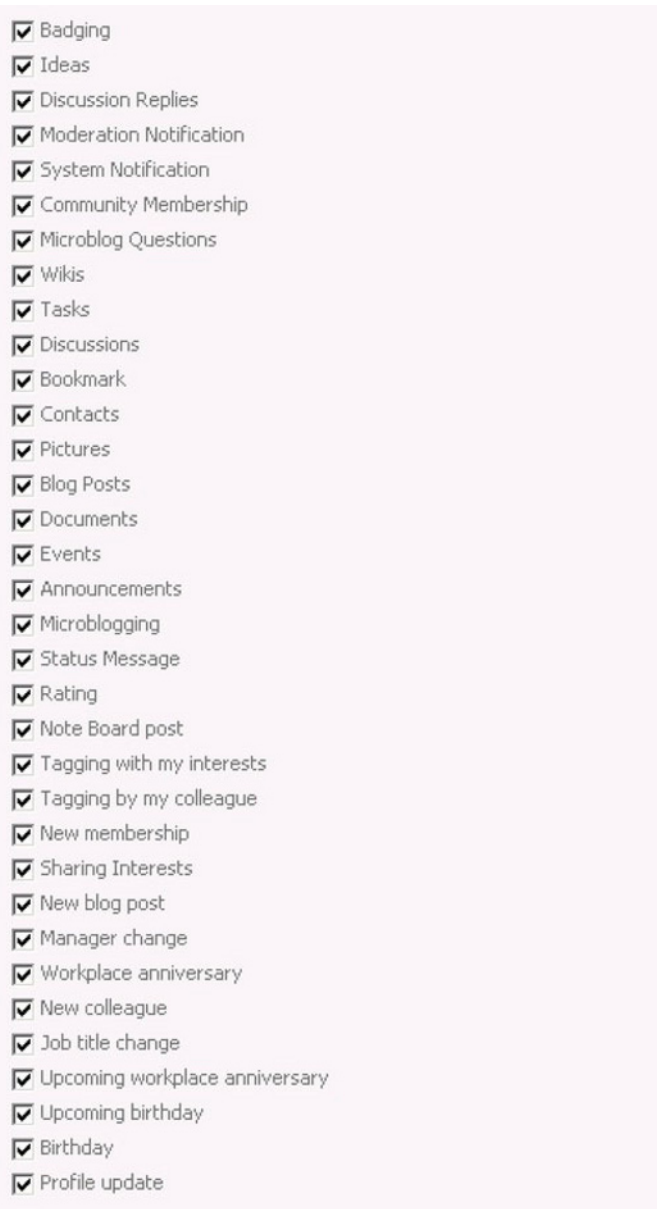 Badging
Ideas
Discussion Replies
Moderation Notification
System Notification
Community Membership
Microblog Questions
Wikis
Tasks
Discussions
Bookmark
Contacts
Pictures
Blog Posts
Documents
Events
Announcements
Microblogging
Status Message
Rating
Note Board post
Tagging with my interests
Tagging by my colleague
New membership
Sharing Interests
New blog post
Manager change
Workplace anniversary
New colleague
Job title change
Upcoming workplace anniversary
Upcoming birthday
Birthday
Profile update